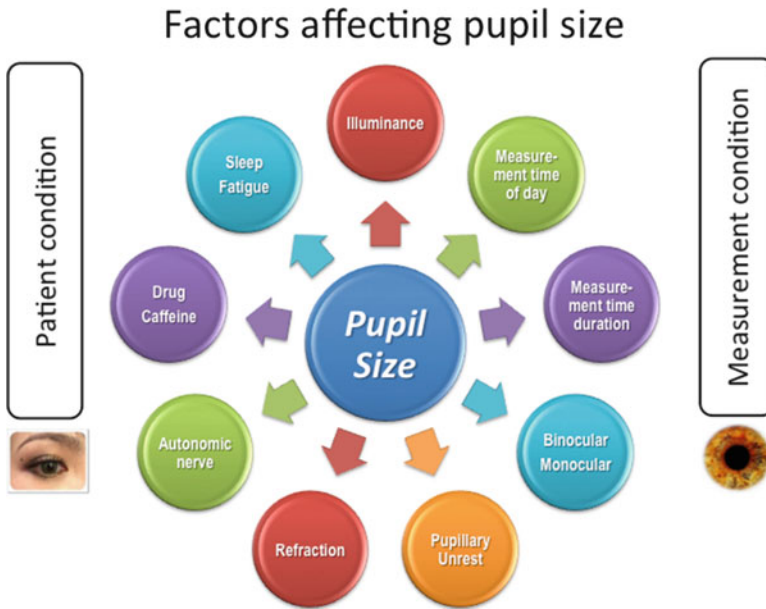 Factors affecting pupil size
Patient condition
Measurement condition
Illuminance
Measure-
ment time
of day
Measure-
ment time
duration
Binocular
Monocular
Pupillary
Unrest
Refraction
Autonomic
nerve
Drug
Caffeine
Sleep
Fatigue
Pupil
Size